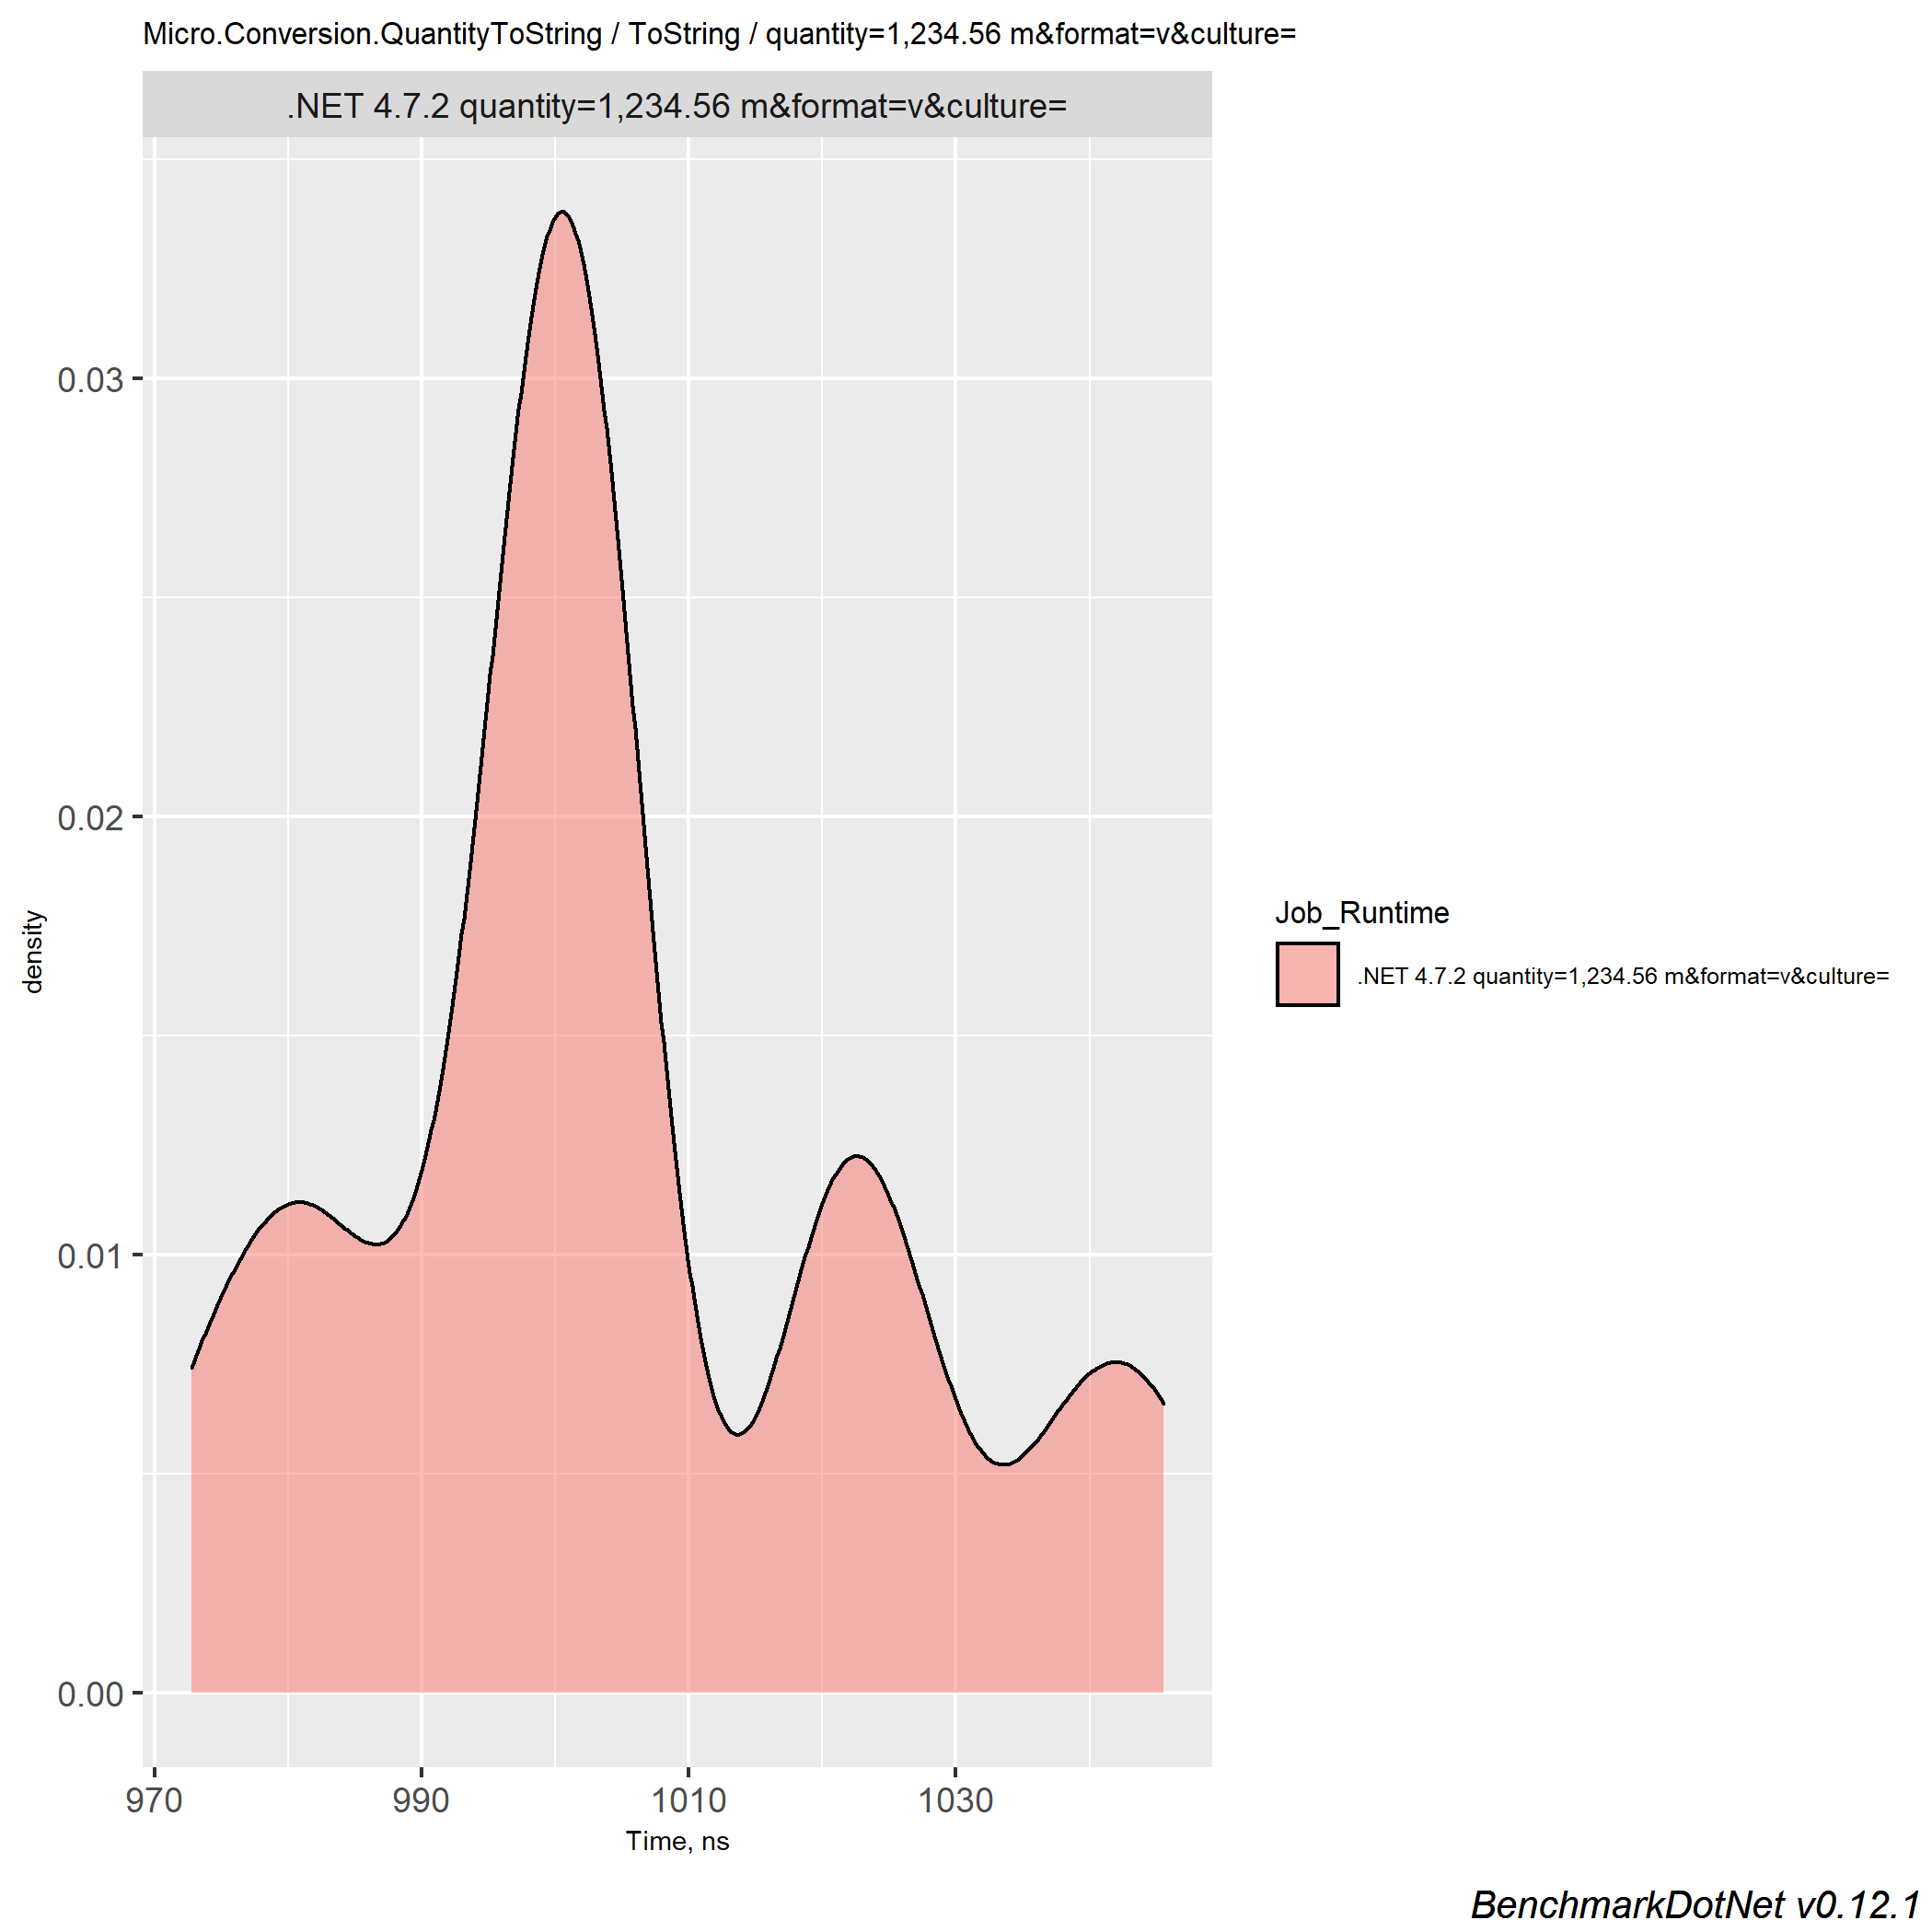 Micro.Conversion.QuantityToString / ToString / quantity=1,234.56 m&format=v&culture=
.NET 4.7.2 quantity=1,234.56 m&format=v&culture=
0.03
0.02
0.01
0.00
density
970 990 1010 1030
Time, ns
Job_Runtime
.NET 4.7.2 quantity=1,234.56 m&format=v&culture=
BenchmarkDotNet v0.12.1